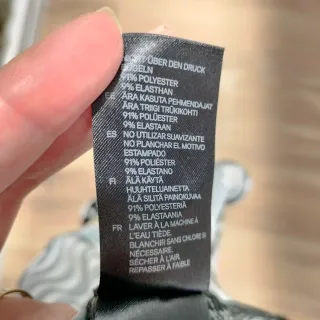 NICHT ÜBER DEN DRUCK
BÜGELN
91% POLYESTER
9% ELASTHAN
EE ÄRA KASUTA PEHMENDAJAT
ÄRA TRIIGI TRÜKIKOHTI
91% POLÜESTER
9% ELASTAAN
ES NO UTILIZAR SUAVIZANTE
NO PLANCHAR EL MOTIVO
ESTAMPADO
91% POLIÉSTER
9% ELASTANO
FI ÄLÄ KÄYTÄ
HUUHTELUAINETTA
ÄLÄ SILITÄ PAINOKUVAA
91% POLYESTERIÄ
9% ELASTAANIA
FR LAVER À LA MACHINE À
L'EAU TIÈDE.
BLANCHIR SANS CHLORE SI
NÉCESSAIRE.
SÉCHER À L'AIR.
REPASSER À FAIBLE